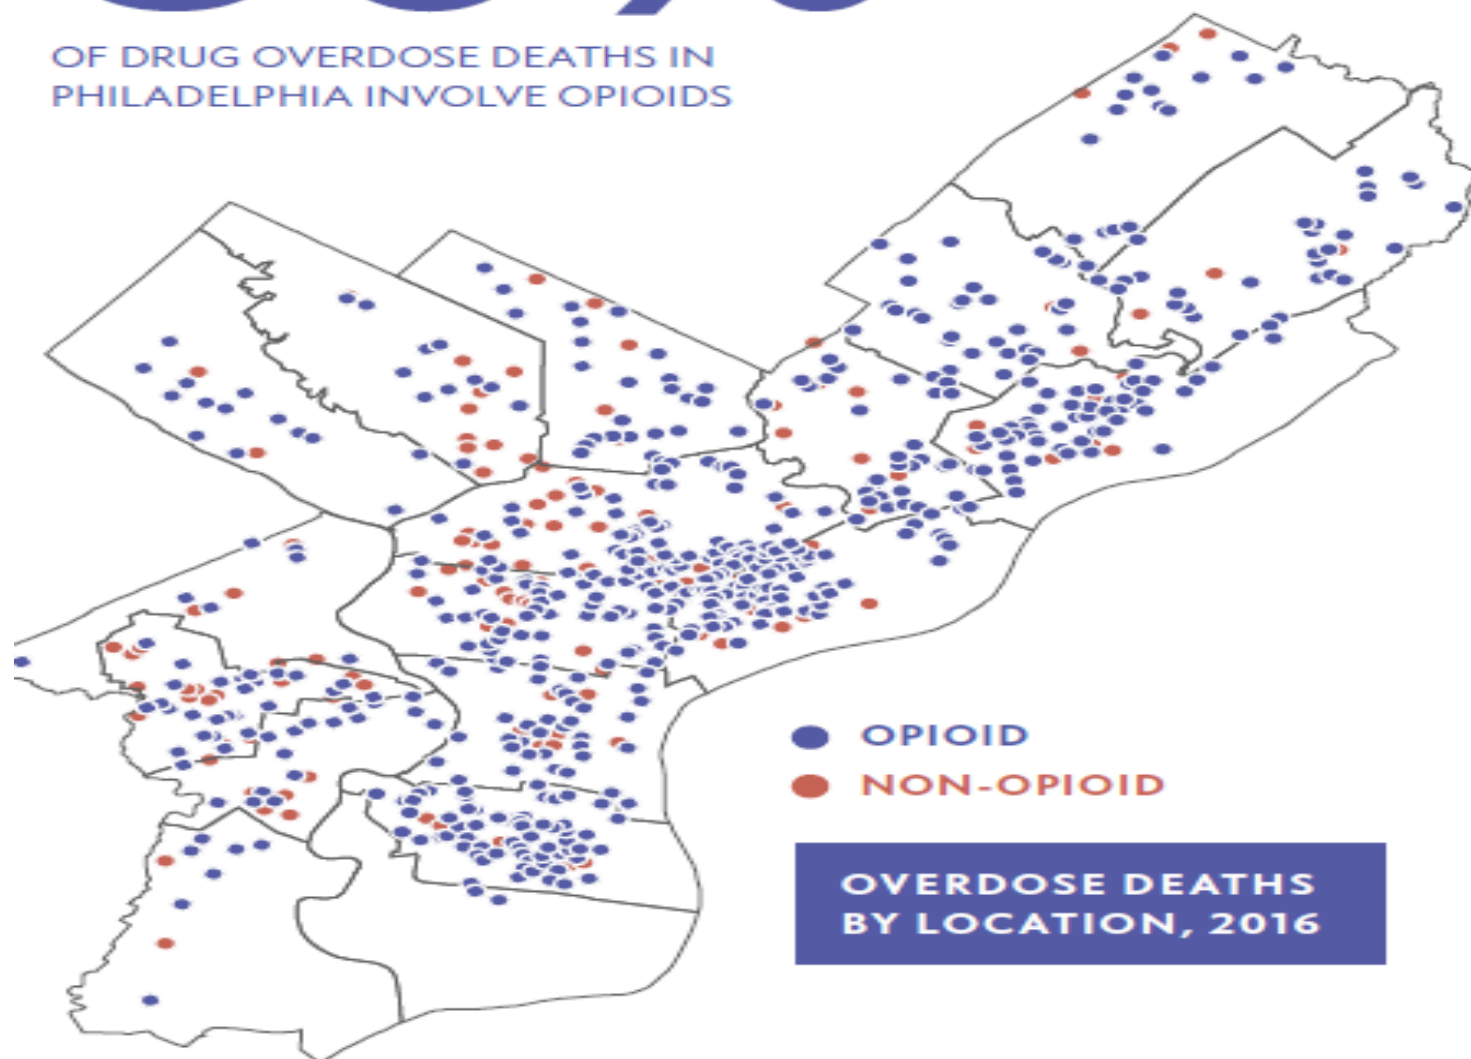 OF DRUG OVERDOSE DEATHS IN
PHILADELPHIA INVOLVE OPIOIDS
OPIOID
NON-OPIOID
OVERDOSE DEATHS
BY LOCATION, 2016